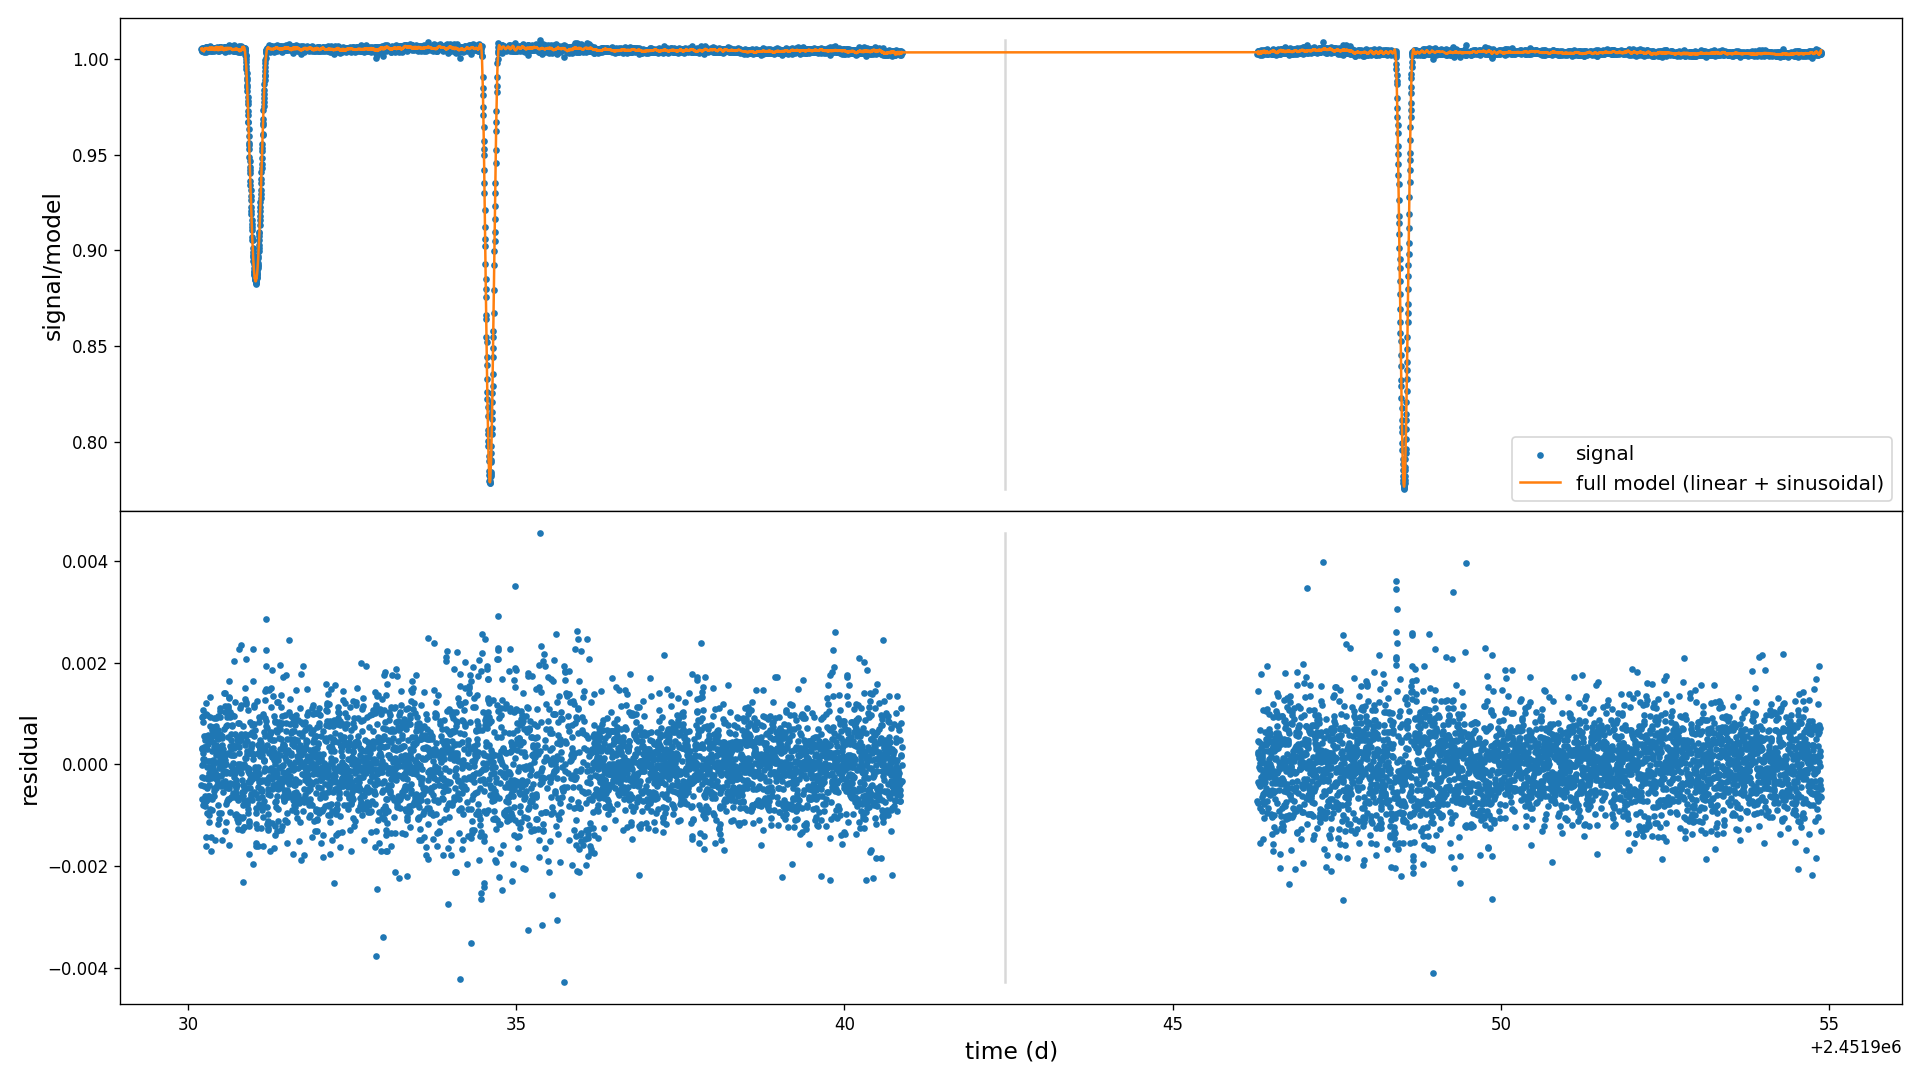 signal/model
1.00
0.95
0.90
0.85
0.80
signal
full model (linear + sinusoidal)
residual
0.004
0.002
0.000
−0.002
−0.004
30 35 40 45 50 55
time (d)
+2.4519e6